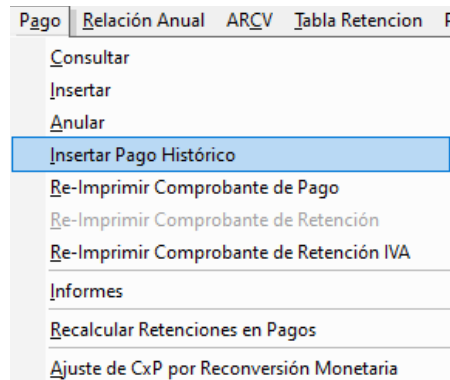 Pago Relación Anual ARCV Tabla Retencion
Consultar
Insertar
Anular
Insertar Pago Histórico
Re-Imprimir Comprobante de Pago
Re-Imprimir Comprobante de Retención
Re-Imprimir Comprobante de Retención IVA
Informes
Recalcular Retenciones en Pagos
Ajuste de CxP por Reconversión Monetaria